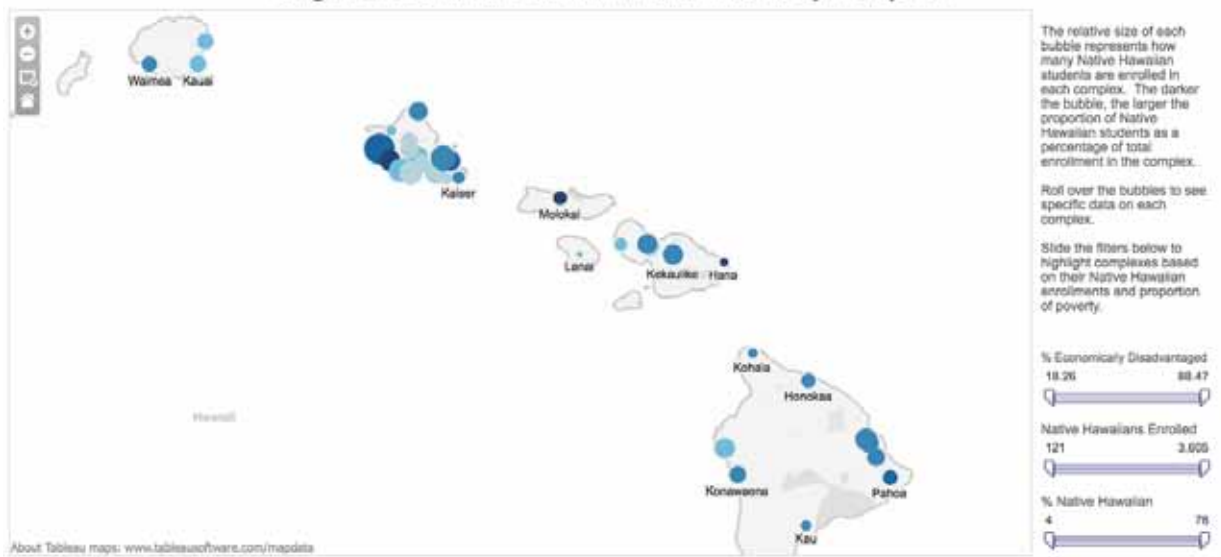 Waimea Kauai
Kaiser
Molokai
Lanai
Kekaulike Hana
Kohala
Honokaa
Hawaii
Konawaena
Pahoa
Kau
About Tableau maps: www.tableausoftware.com/mapdata
The relative size of each
bubble represents how
many Native Hawaiian
students are enrolled in
each complex. The darker
the bubble, the larger the
proportion of Native
Hawaiian students as a
percentage of total
enrollment in the complex.
Roll over the bubbles to see
specific data on each
complex.
Slide the filters below to
highlight complexes based
on their Native Hawaiian
enrollments and proportion
of poverty.
% Economically Disadvantaged
18.26 88.47
Native Hawaiians Enrolled
121 3,605
% Native Hawaiian
4 78